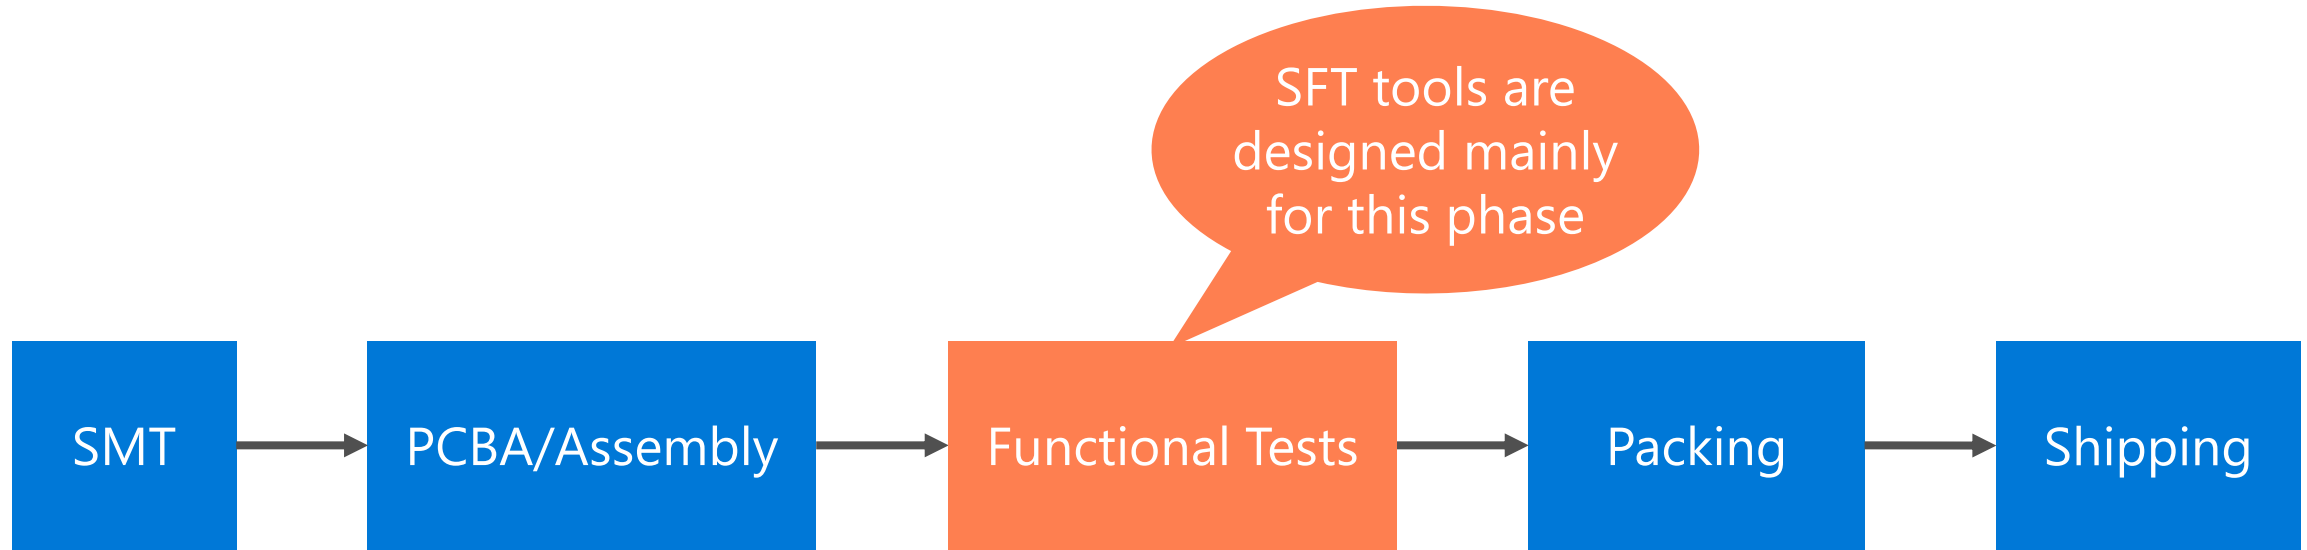 SFT tools are
designed mainly
for this phase
SMT
PCBA/Assembly
Functional Tests
Packing
Shipping